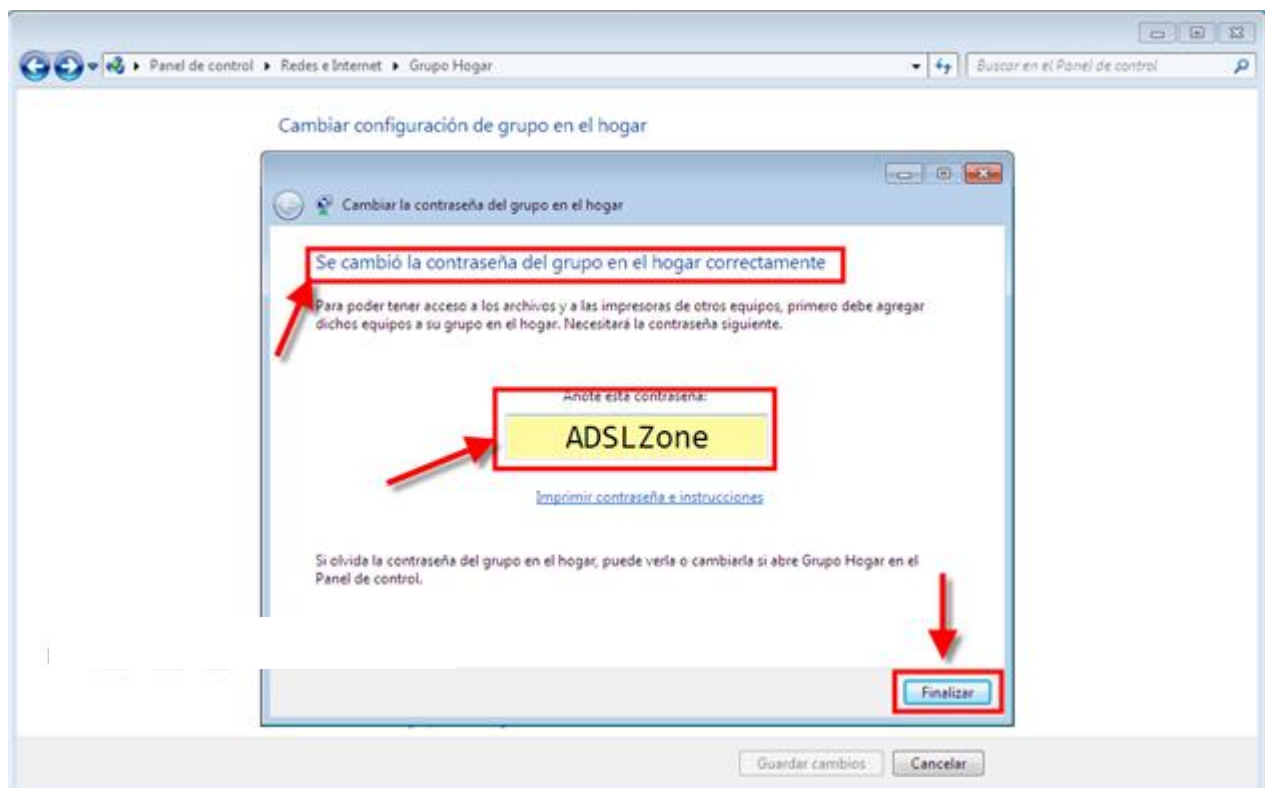 Panel de control ▸ Redes e Internet ▸ Grupo Hogar
Buscar en el Panel de control
Cambiar configuración de grupo en el hogar
Cambiar la contraseña del grupo en el hogar
Se cambió la contraseña del grupo en el hogar correctamente
Para poder tener acceso a los archivos y a las impresoras de otros equipos, primero debe agregar
dichos equipos a su grupo en el hogar. Necesitará la contraseña siguiente.
Anote esta contraseña:
ADSLZone
Imprimir contraseña e instrucciones
Si olvida la contraseña del grupo en el hogar, puede verla o cambiarla si abre Grupo Hogar en el
Panel de control.
Finalizar
Guardar cambios
Cancelar